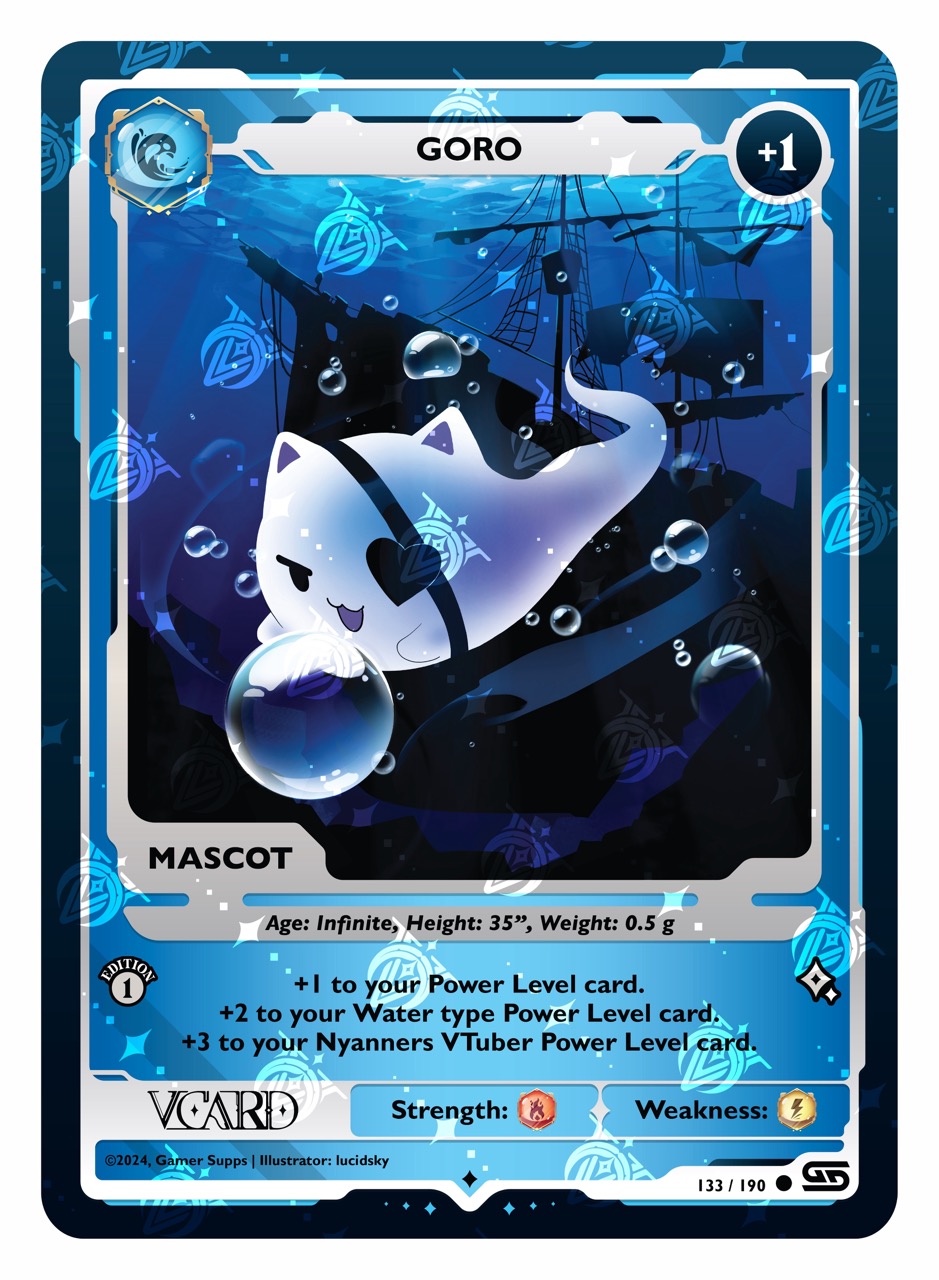 GORO
+1
MASCOT
Age: Infinite, Height: 35”, Weight: 0.5 g
EDITION
1
+1 to your Power Level card.
+2 to your Water type Power Level card.
+3 to your Nyanners VTuber Power Level card.
VCARD
Strength:
Weakness:
©2024, Gamer Supps | Illustrator: lucidsky
133 / 190
GS